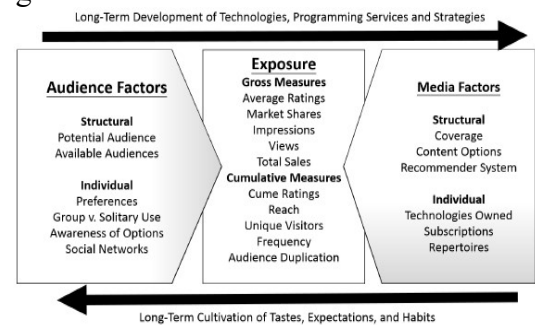 Long-Term Development of Technologies, Programming Services and Strategies
Audience Factors
Structural
Potential Audience
Available Audiences
Individual
Preferences
Group v. Solitary Use
Awareness of Options
Social Networks
Exposure
Gross Measures
Average Ratings
Market Shares
Impressions
Views
Total Sales
Cumulative Measures
Cume Ratings
Reach
Unique Visitors
Frequency
Audience Duplication
Media Factors
Structural
Coverage
Content Options
Recommender System
Individual
Technologies Owned
Subscriptions
Repertoires
Long-Term Cultivation of Tastes, Expectations, and Habits